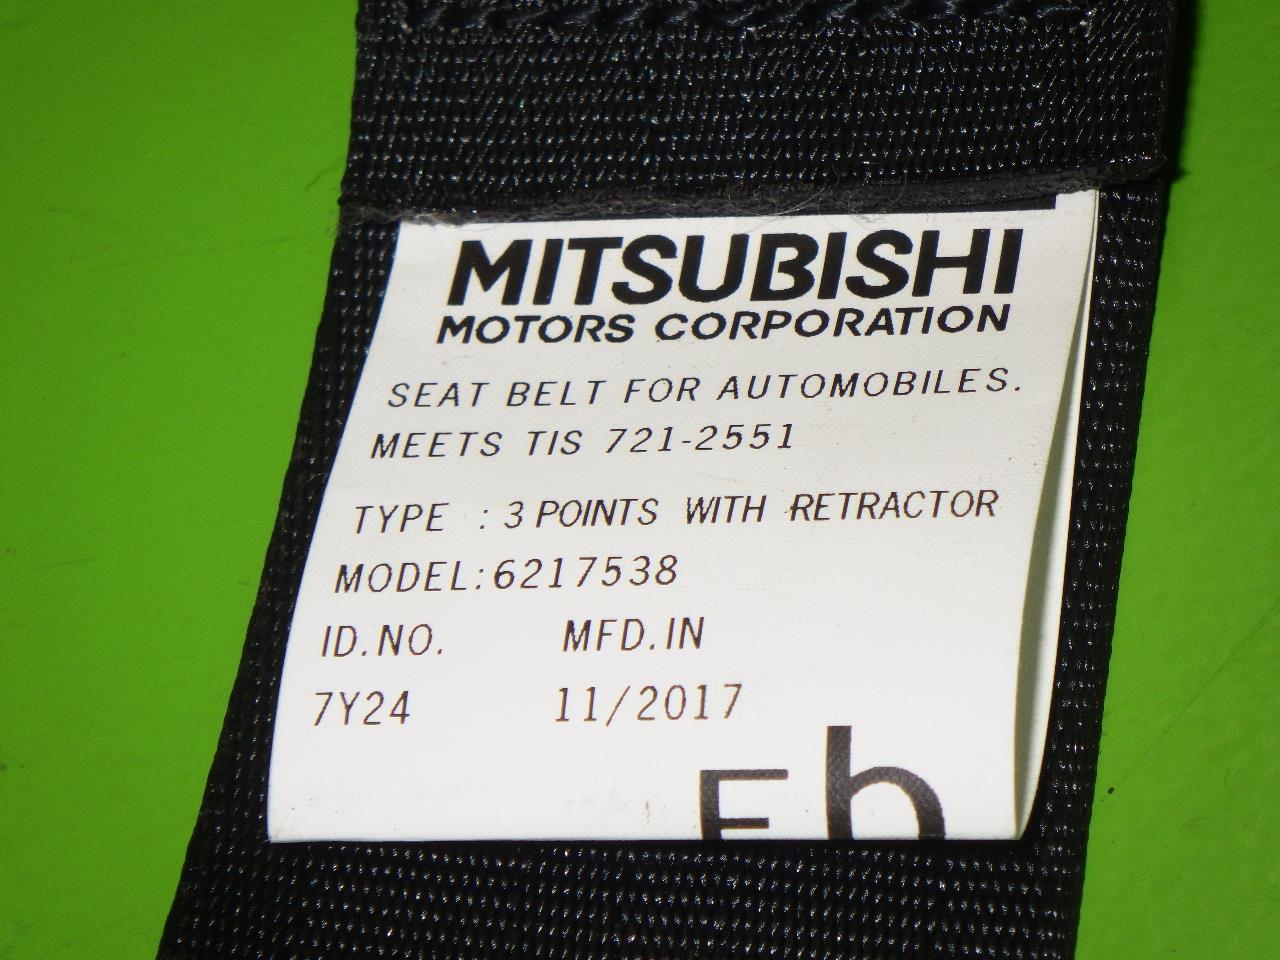 MITSUBISHI
MOTORS CORPORATION
SEAT BELT FOR AUTOMOBILES.
MEETS TIS 721-2551
TYPE : 3 POINTS WITH RETRACTOR
MODEL:6217538
ID.NO. MFD.IN
7Y24 11/2017